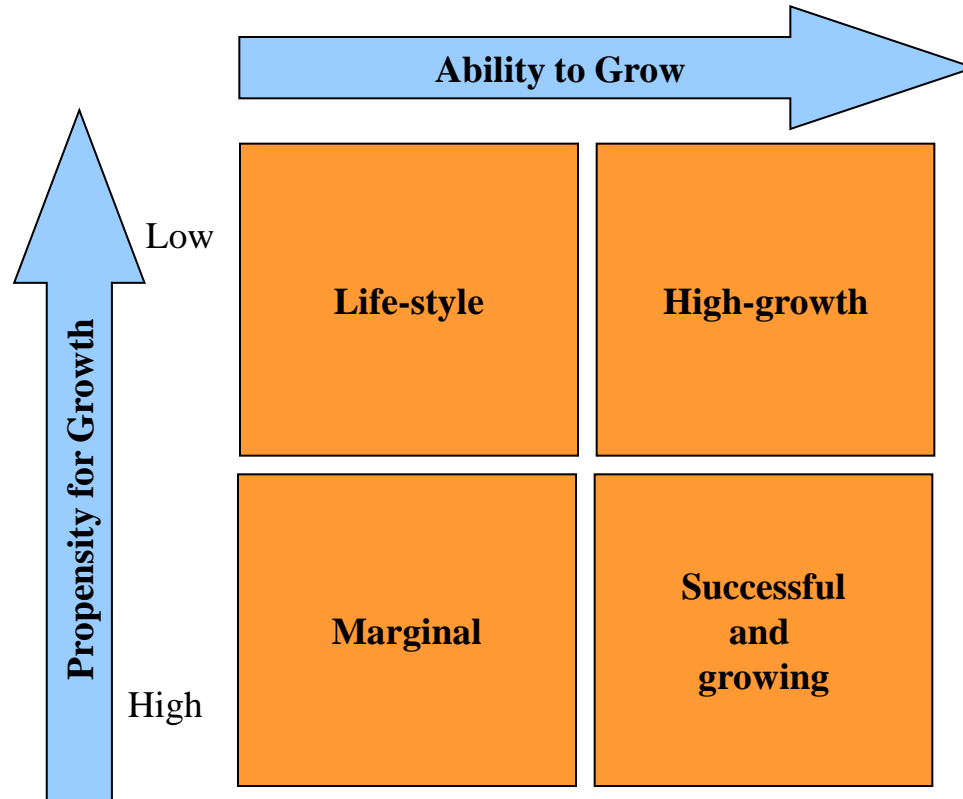 Ability to Grow
Low
Life-style
High-growth
Propensity for Growth
Marginal
Successful
and
growing
High